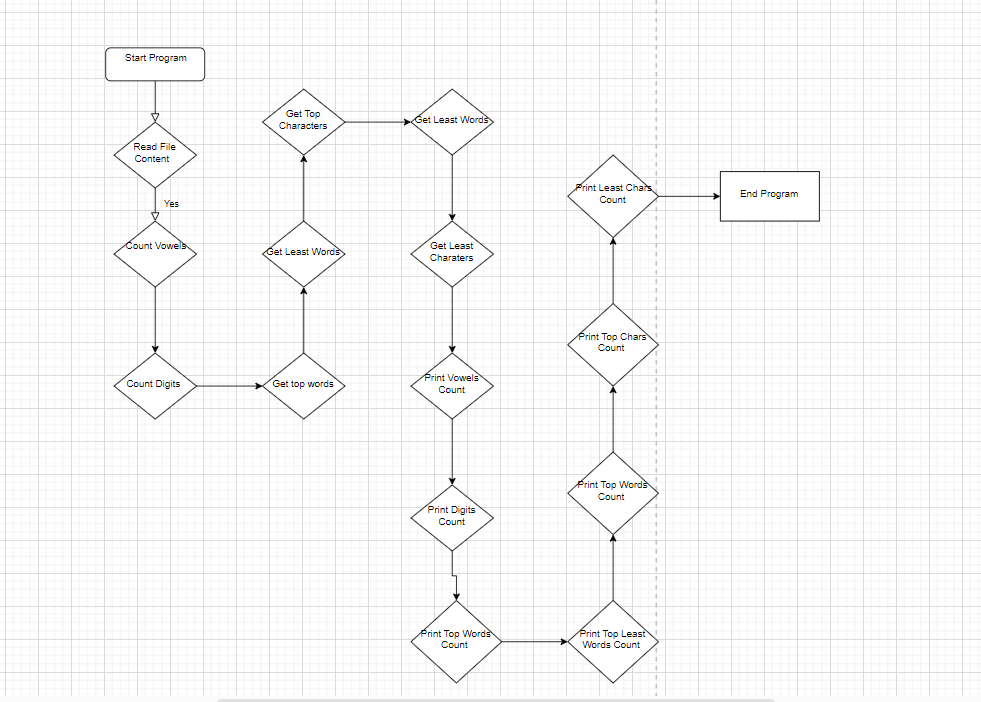 Start Program
Read File
Content
Yes
Count Vowels
Count Digits
Get top words
Get Least Words
Get Top
Characters
Get Least Words
Get Least
Charaters
Print Vowels
Count
Print Digits
Count
Print Top Words
Count
Print Top Least
Words Count
Print Top Words
Count
Print Top Chars
Count
Print Least Chars
Count
End Program